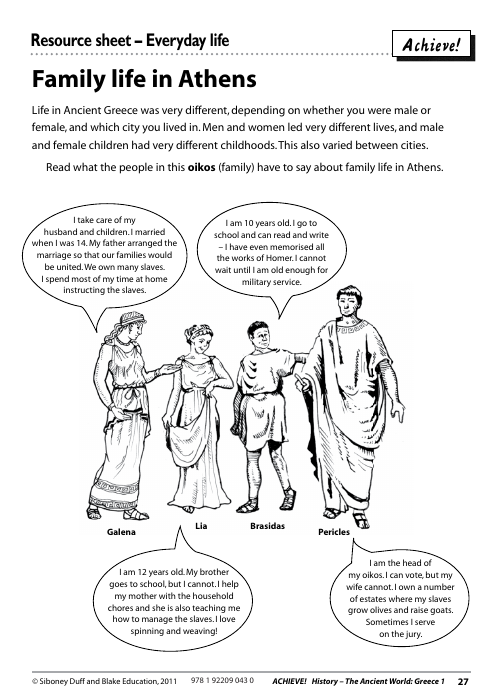 Resource sheet – Everyday life
Achieve!
Family life in Athens
Life in Ancient Greece was very different, depending on whether you were male or
female, and which city you lived in. Men and women led very different lives, and male
and female children had very different childhoods. This also varied between cities.
Read what the people in this oikos (family) have to say about family life in Athens.
I take care of my
husband and children. I married
when I was 14. My father arranged the
marriage so that our families would
be united. We own many slaves.
I spend most of my time at home
instructing the slaves.
I am 10 years old. I go to
school and can read and write
– I have even memorised all
the works of Homer. I cannot
wait until I am old enough for
military service.
Galena
Lia
Brasidas
Pericles
I am 12 years old. My brother
goes to school, but I cannot. I help
my mother with the household
chores and she is also teaching me
how to manage the slaves. I love
spinning and weaving!
I am the head of
my oikos. I can vote, but my
wife cannot. I own a number
of estates where my slaves
grow olives and raise goats.
Sometimes I serve
on the jury.
© Siboney Duff and Blake Education, 2011 978 1 92209 043 0 ACHIEVE! History – The Ancient World: Greece 1 27